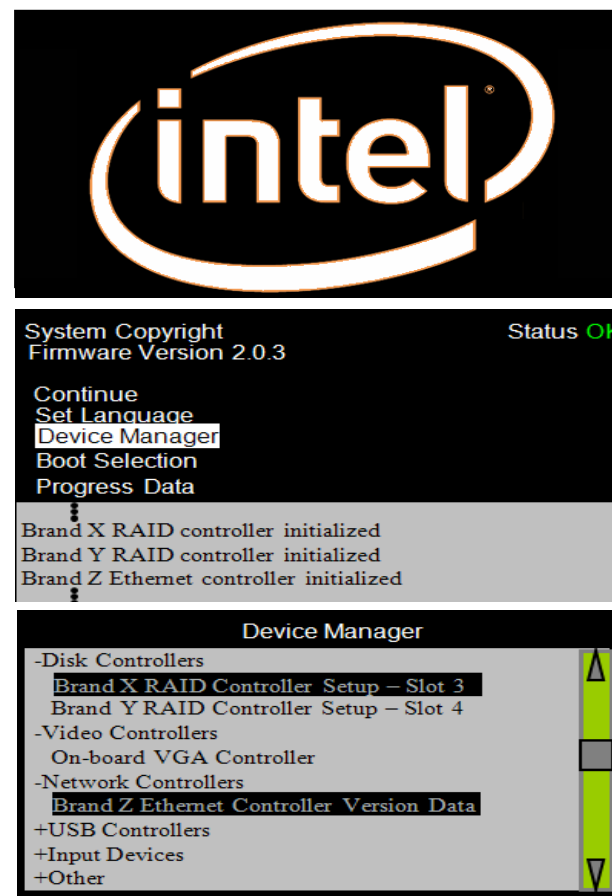 intel®
System Copyright
Status OK
Firmware Version 2.0.3
Continue
Set Language
Device Manager
Boot Selection
Progress Data
Brand X RAID controller initialized
Brand Y RAID controller initialized
Brand Z Ethernet controller initialized
Device Manager
-Disk Controllers
Brand X RAID Controller Setup – Slot 3
Brand Y RAID Controller Setup – Slot 4
-Video Controllers
On-board VGA Controller
-Network Controllers
Brand Z Ethernet Controller Version Data
+USB Controllers
+Input Devices
+Other